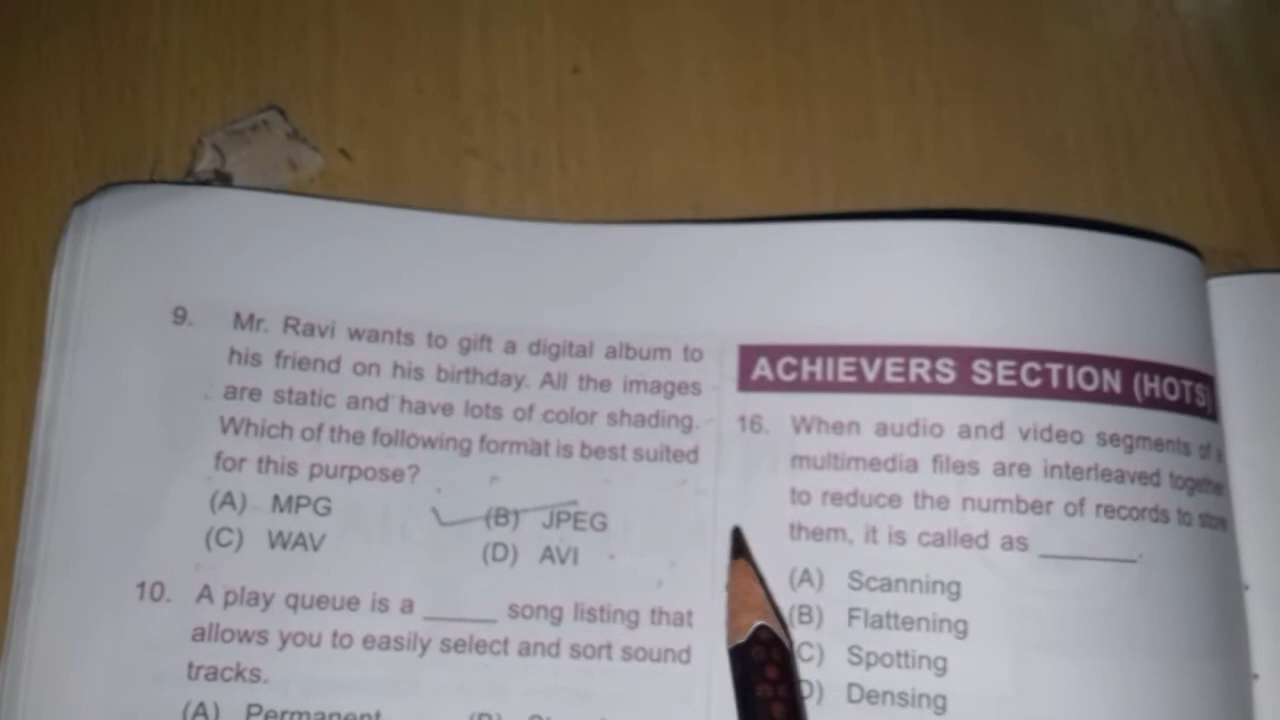 9. Mr. Ravi wants to gift a digital album to
his friend on his birthday. All the images
are static and have lots of color shading.
Which of the following format is best suited
for this purpose?
(A) MPG (B) JPEG
(C) WAV (D) AVI
10. A play queue is a _____ song listing that
allows you to easily select and sort sound
tracks.
(A) Permanent
ACHIEVERS SECTION (HOTS)
16. When audio and video segments of
multimedia files are interleaved together
to reduce the number of records to store
them, it is called as _______.
(A) Scanning
(B) Flattening
(C) Spotting
(D) Densing